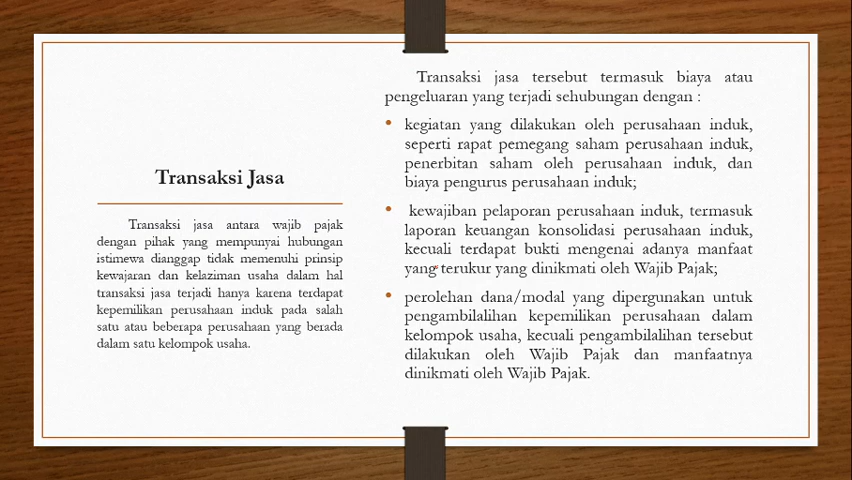 Transaksi Jasa
Transaksi jasa antara wajib pajak
dengan pihak yang mempunyai hubungan
istimewa dianggap tidak memenuhi prinsip
kewajaran dan kelaziman usaha dalam hal
transaksi jasa terjadi hanya karena terdapat
kepemilikan perusahaan induk pada salah
satu atau beberapa perusahaan yang berada
dalam satu kelompok usaha.
Transaksi jasa tersebut termasuk biaya atau
pengeluaran yang terjadi sehubungan dengan :
• kegiatan yang dilakukan oleh perusahaan induk,
seperti rapat pemegang saham perusahaan induk,
penerbitan saham oleh perusahaan induk, dan
biaya pengurus perusahaan induk;
• kewajiban pelaporan perusahaan induk, termasuk
laporan keuangan konsolidasi perusahaan induk,
kecuali terdapat bukti mengenai adanya manfaat
yang terukur yang dinikmati oleh Wajib Pajak;
• perolehan dana/modal yang dipergunakan untuk
pengambilalihan kepemilikan perusahaan dalam
kelompok usaha, kecuali pengambilalihan tersebut
dilakukan oleh Wajib Pajak dan manfaatnya
dinikmati oleh Wajib Pajak.